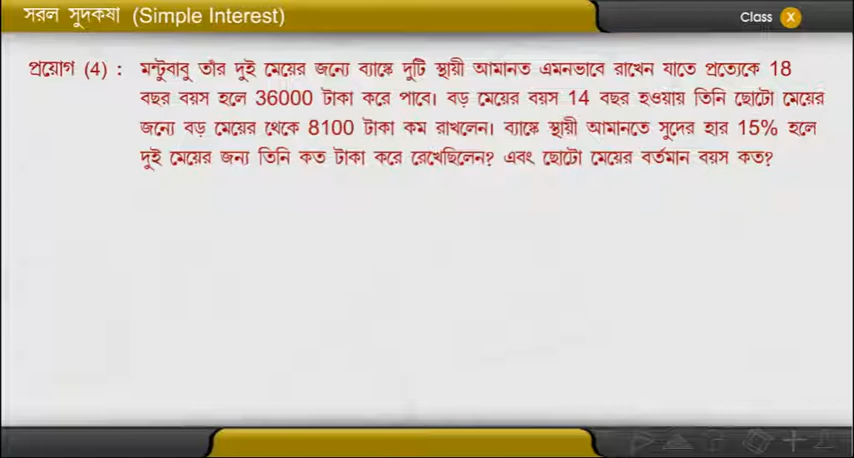 সরল সুদকষা (Simple Interest)
Class X
প্রয়োগ (4) : মন্টুবাবু তাঁর দুই মেয়ের জন্যে ব্যাঙ্কে দুটি স্থায়ী আমানত এমনভাবে রাখেন যাতে প্রত্যেকে 18
বছর বয়স হলে 36000 টাকা করে পাবে। বড় মেয়ের বয়স 14 বছর হওয়ায় তিনি ছোটো মেয়ের
জন্যে বড় মেয়ের থেকে 8100 টাকা কম রাখলেন। ব্যাঙ্কে স্থায়ী আমানতে সুদের হার 15% হলে
দুই মেয়ের জন্য তিনি কত টাকা করে রেখেছিলেন? এবং ছোটো মেয়ের বর্তমান বয়স কত?